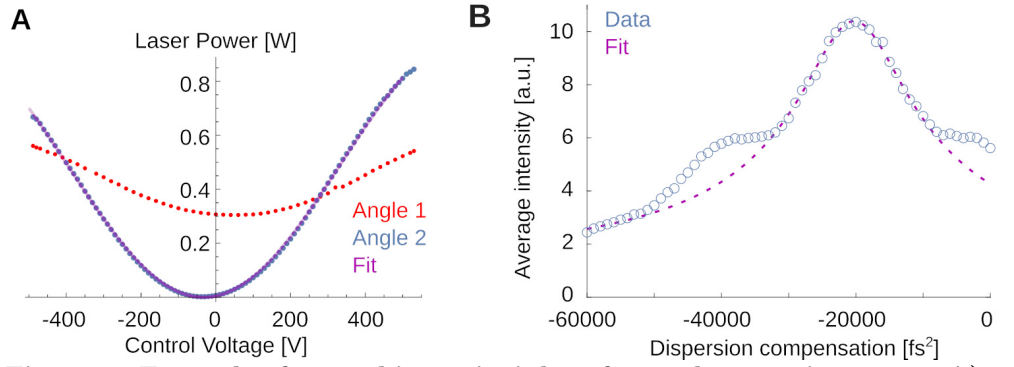 A
Laser Power [W]
0.8
0.6
0.4
0.2
Angle 1
Angle 2
Fit
-400 -200 0 200 400
Control Voltage [V]
B
Data
Fit
Average intensity [a.u.]
10
8
6
4
2
0
-60000 -40000 -20000 0
Dispersion compensation [fs²]